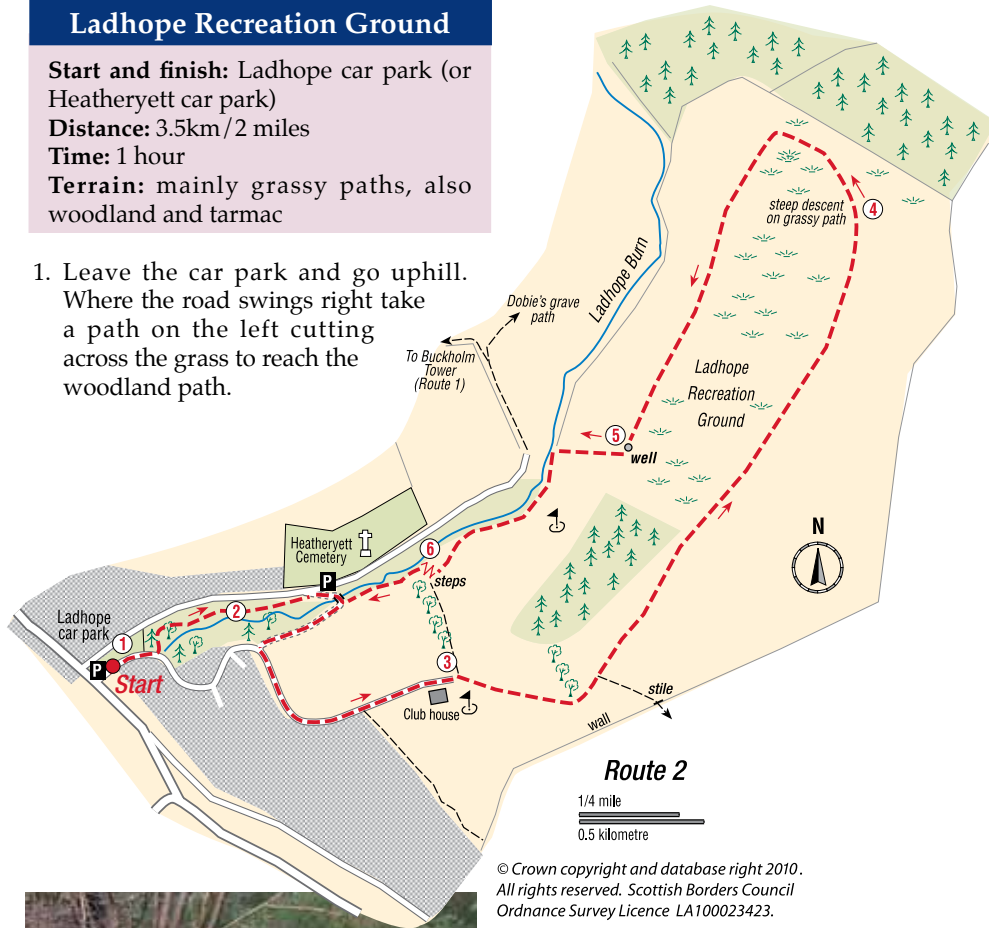 Ladhope Recreation Ground
Start and finish: Ladhope car park (or
Heatheryett car park)
Distance: 3.5km/2 miles
Time: 1 hour
Terrain: mainly grassy paths, also
woodland and tarmac
1. Leave the car park and go uphill.
Where the road swings right take
a path on the left cutting
across the grass to reach the
woodland path.
steep descent
on grassy path
4
Ladhope Burn
Dobie's grave
path
To Buckholm
Tower
(Route 1)
Ladhope
Recreation
Ground
5
well
N
Heatheryett
Cemetery
6
P
steps
2
Ladhope
car park
1
P
Start
3
Club house
stile
wall
Route 2
1/4 mile
0.5 kilometre
© Crown copyright and database right 2010.
All rights reserved. Scottish Borders Council
Ordnance Survey Licence LA100023423.